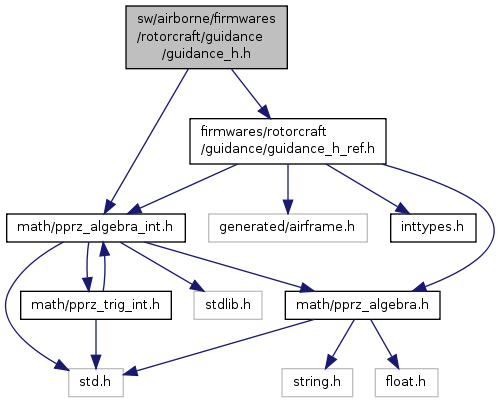 sw/airborne/firmwares
/rotorcraft/guidance
/guidance_h.h
firmwares/rotorcraft
/guidance/guidance_h_ref.h
math/pprz_algebra_int.h
generated/airframe.h
inttypes.h
math/pprz_trig_int.h
stdlib.h
math/pprz_algebra.h
std.h
string.h
float.h